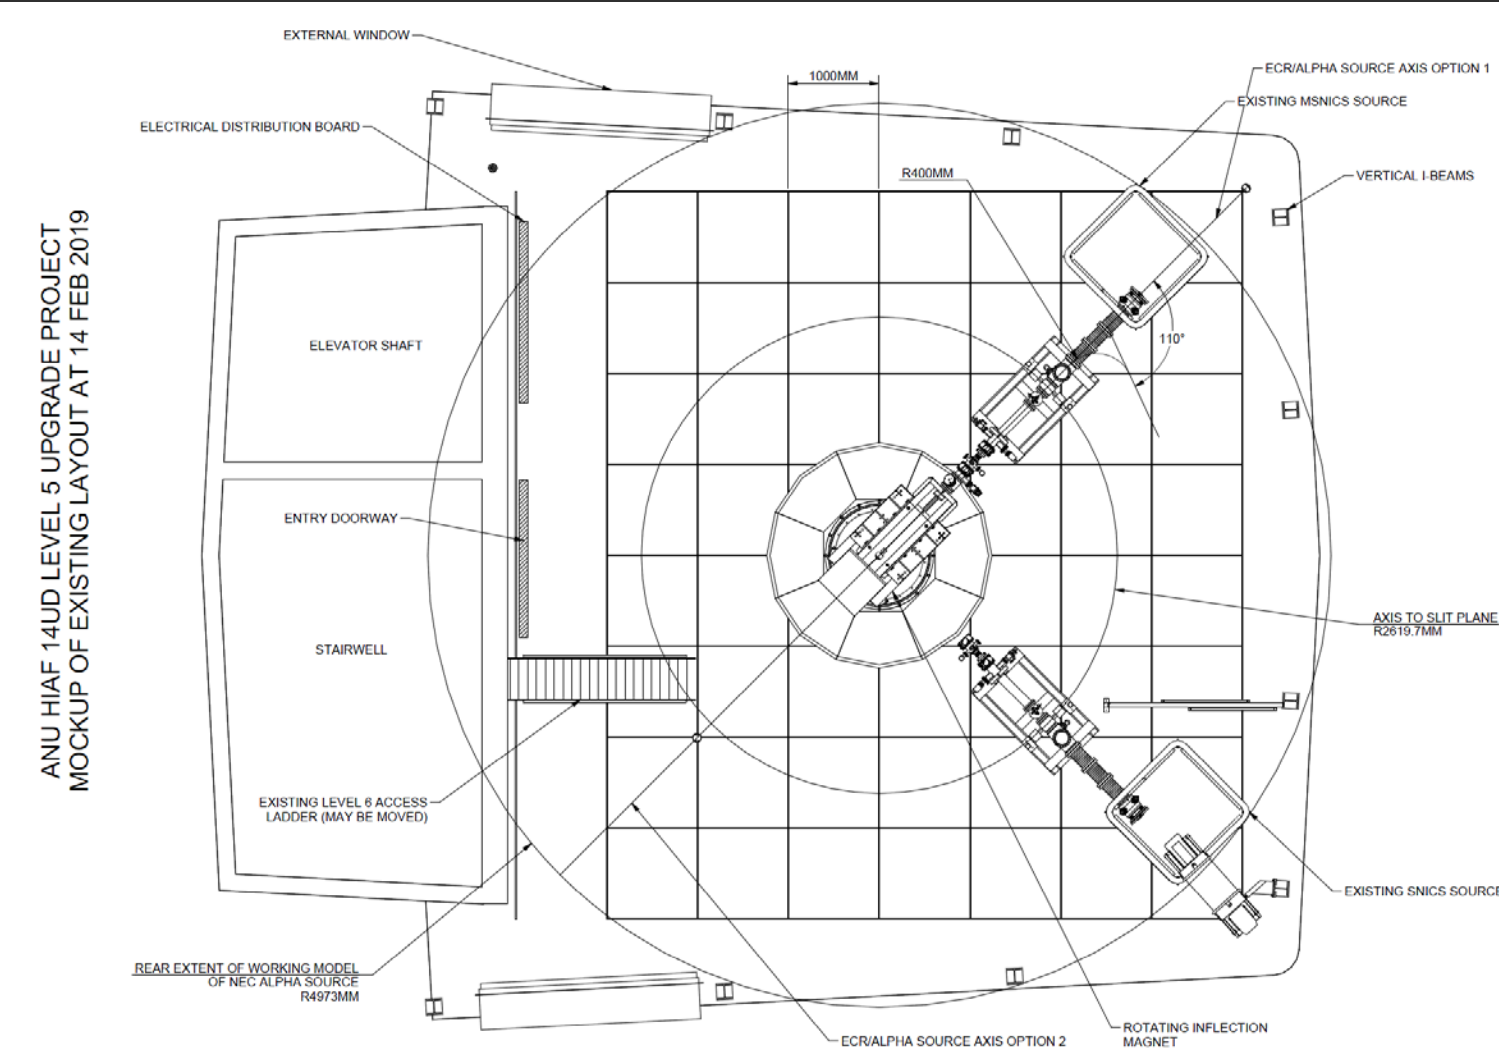 ANU HIAF 14UD LEVEL 5 UPGRADE PROJECT
MOCKUP OF EXISTING LAYOUT AT 14 FEB 2019
EXTERNAL WINDOW
1000MM
ECR/ALPHA SOURCE AXIS OPTION 1
EXISTING MSNICS SOURCE
ELECTRICAL DISTRIBUTION BOARD
R400MM
VERTICAL I-BEAMS
110°
ELEVATOR SHAFT
ENTRY DOORWAY
AXIS TO SLIT PLANE
R2619.7MM
STAIRWELL
EXISTING LEVEL 6 ACCESS
LADDER (MAY BE MOVED)
EXISTING SNICS SOURCE
REAR EXTENT OF WORKING MODEL
OF NEC ALPHA SOURCE
R4973MM
ECR/ALPHA SOURCE AXIS OPTION 2
ROTATING INFLECTION
MAGNET